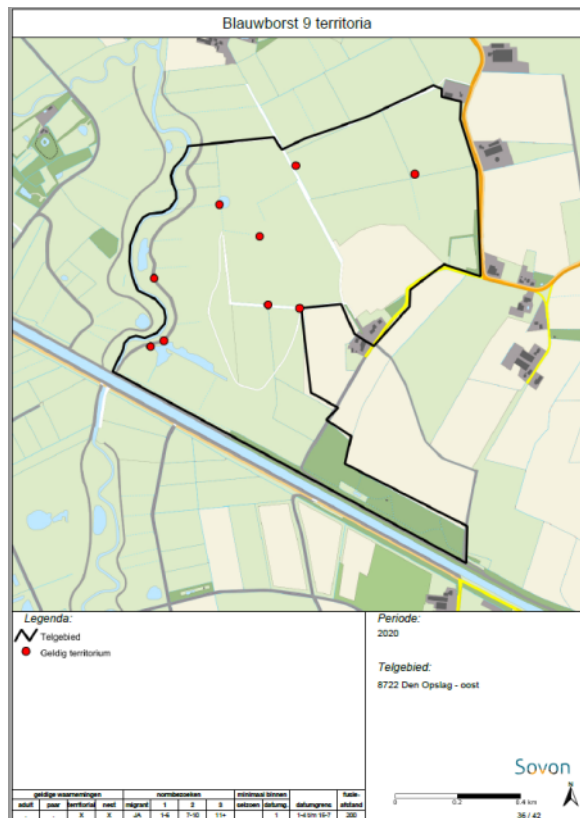 Blauwborst 9 territoria
Legenda:
Telgebied
Geldig territorium
Periode:
2020
Telgebied:
8722 Den Opslag - oost
Sovon
0 0.2 0.4 km
geldige waarnemingen normbezoeken minimaal binnen fusie-
adult paar territoriaal nest migrant 1 2 3 seizoen datumg. datumgrens afstand
. . X X JA 1-6 7-10 11+ 1 1-4 t/m 15-7 200
36 / 42